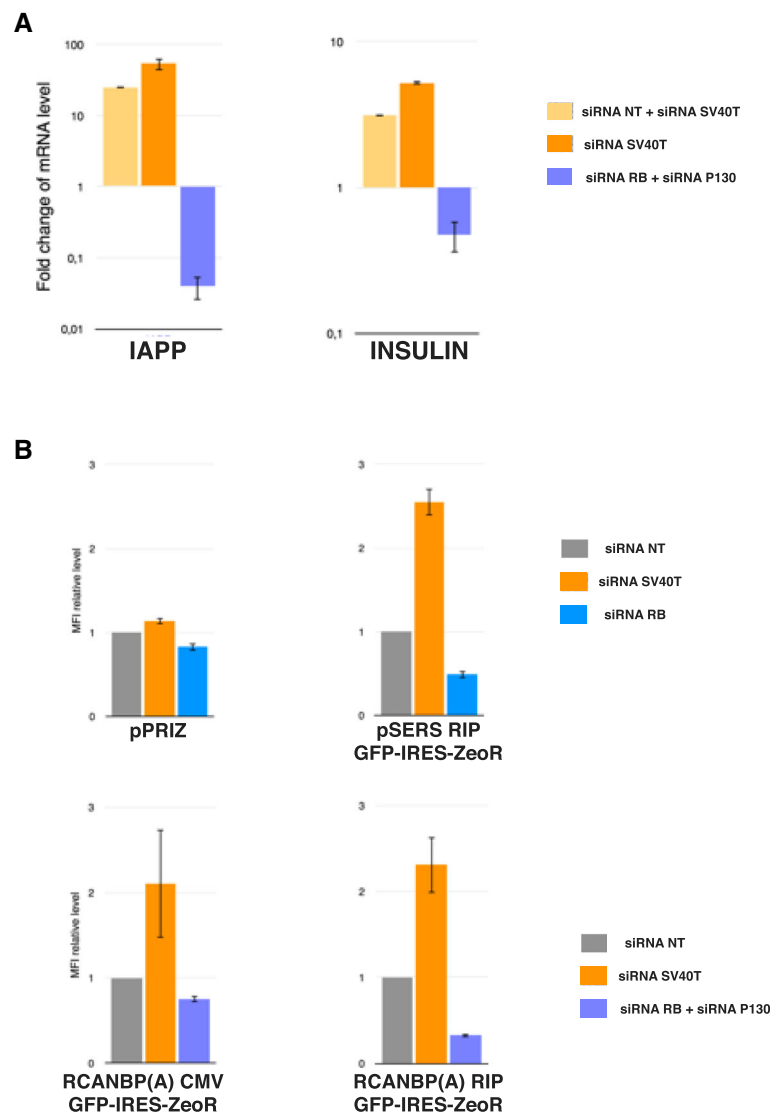 A
Fold change of mRNA level
100
10
1
0,1
0,01
IAPP
10
1
0,1
INSULIN
siRNA NT + siRNA SV40T
siRNA SV40T
siRNA RB + siRNA P130
B
MFI relative level
3
2
1
0
pPRIZ
3
2
1
0
pSERS RIP
GFP-IRES-ZeoR
siRNA NT
siRNA SV40T
siRNA RB
MFI relative level
3
2
1
0
RCANBP(A) CMV
GFP-IRES-ZeoR
3
2
1
0
RCANBP(A) RIP
GFP-IRES-ZeoR
siRNA NT
siRNA SV40T
siRNA RB + siRNA P130